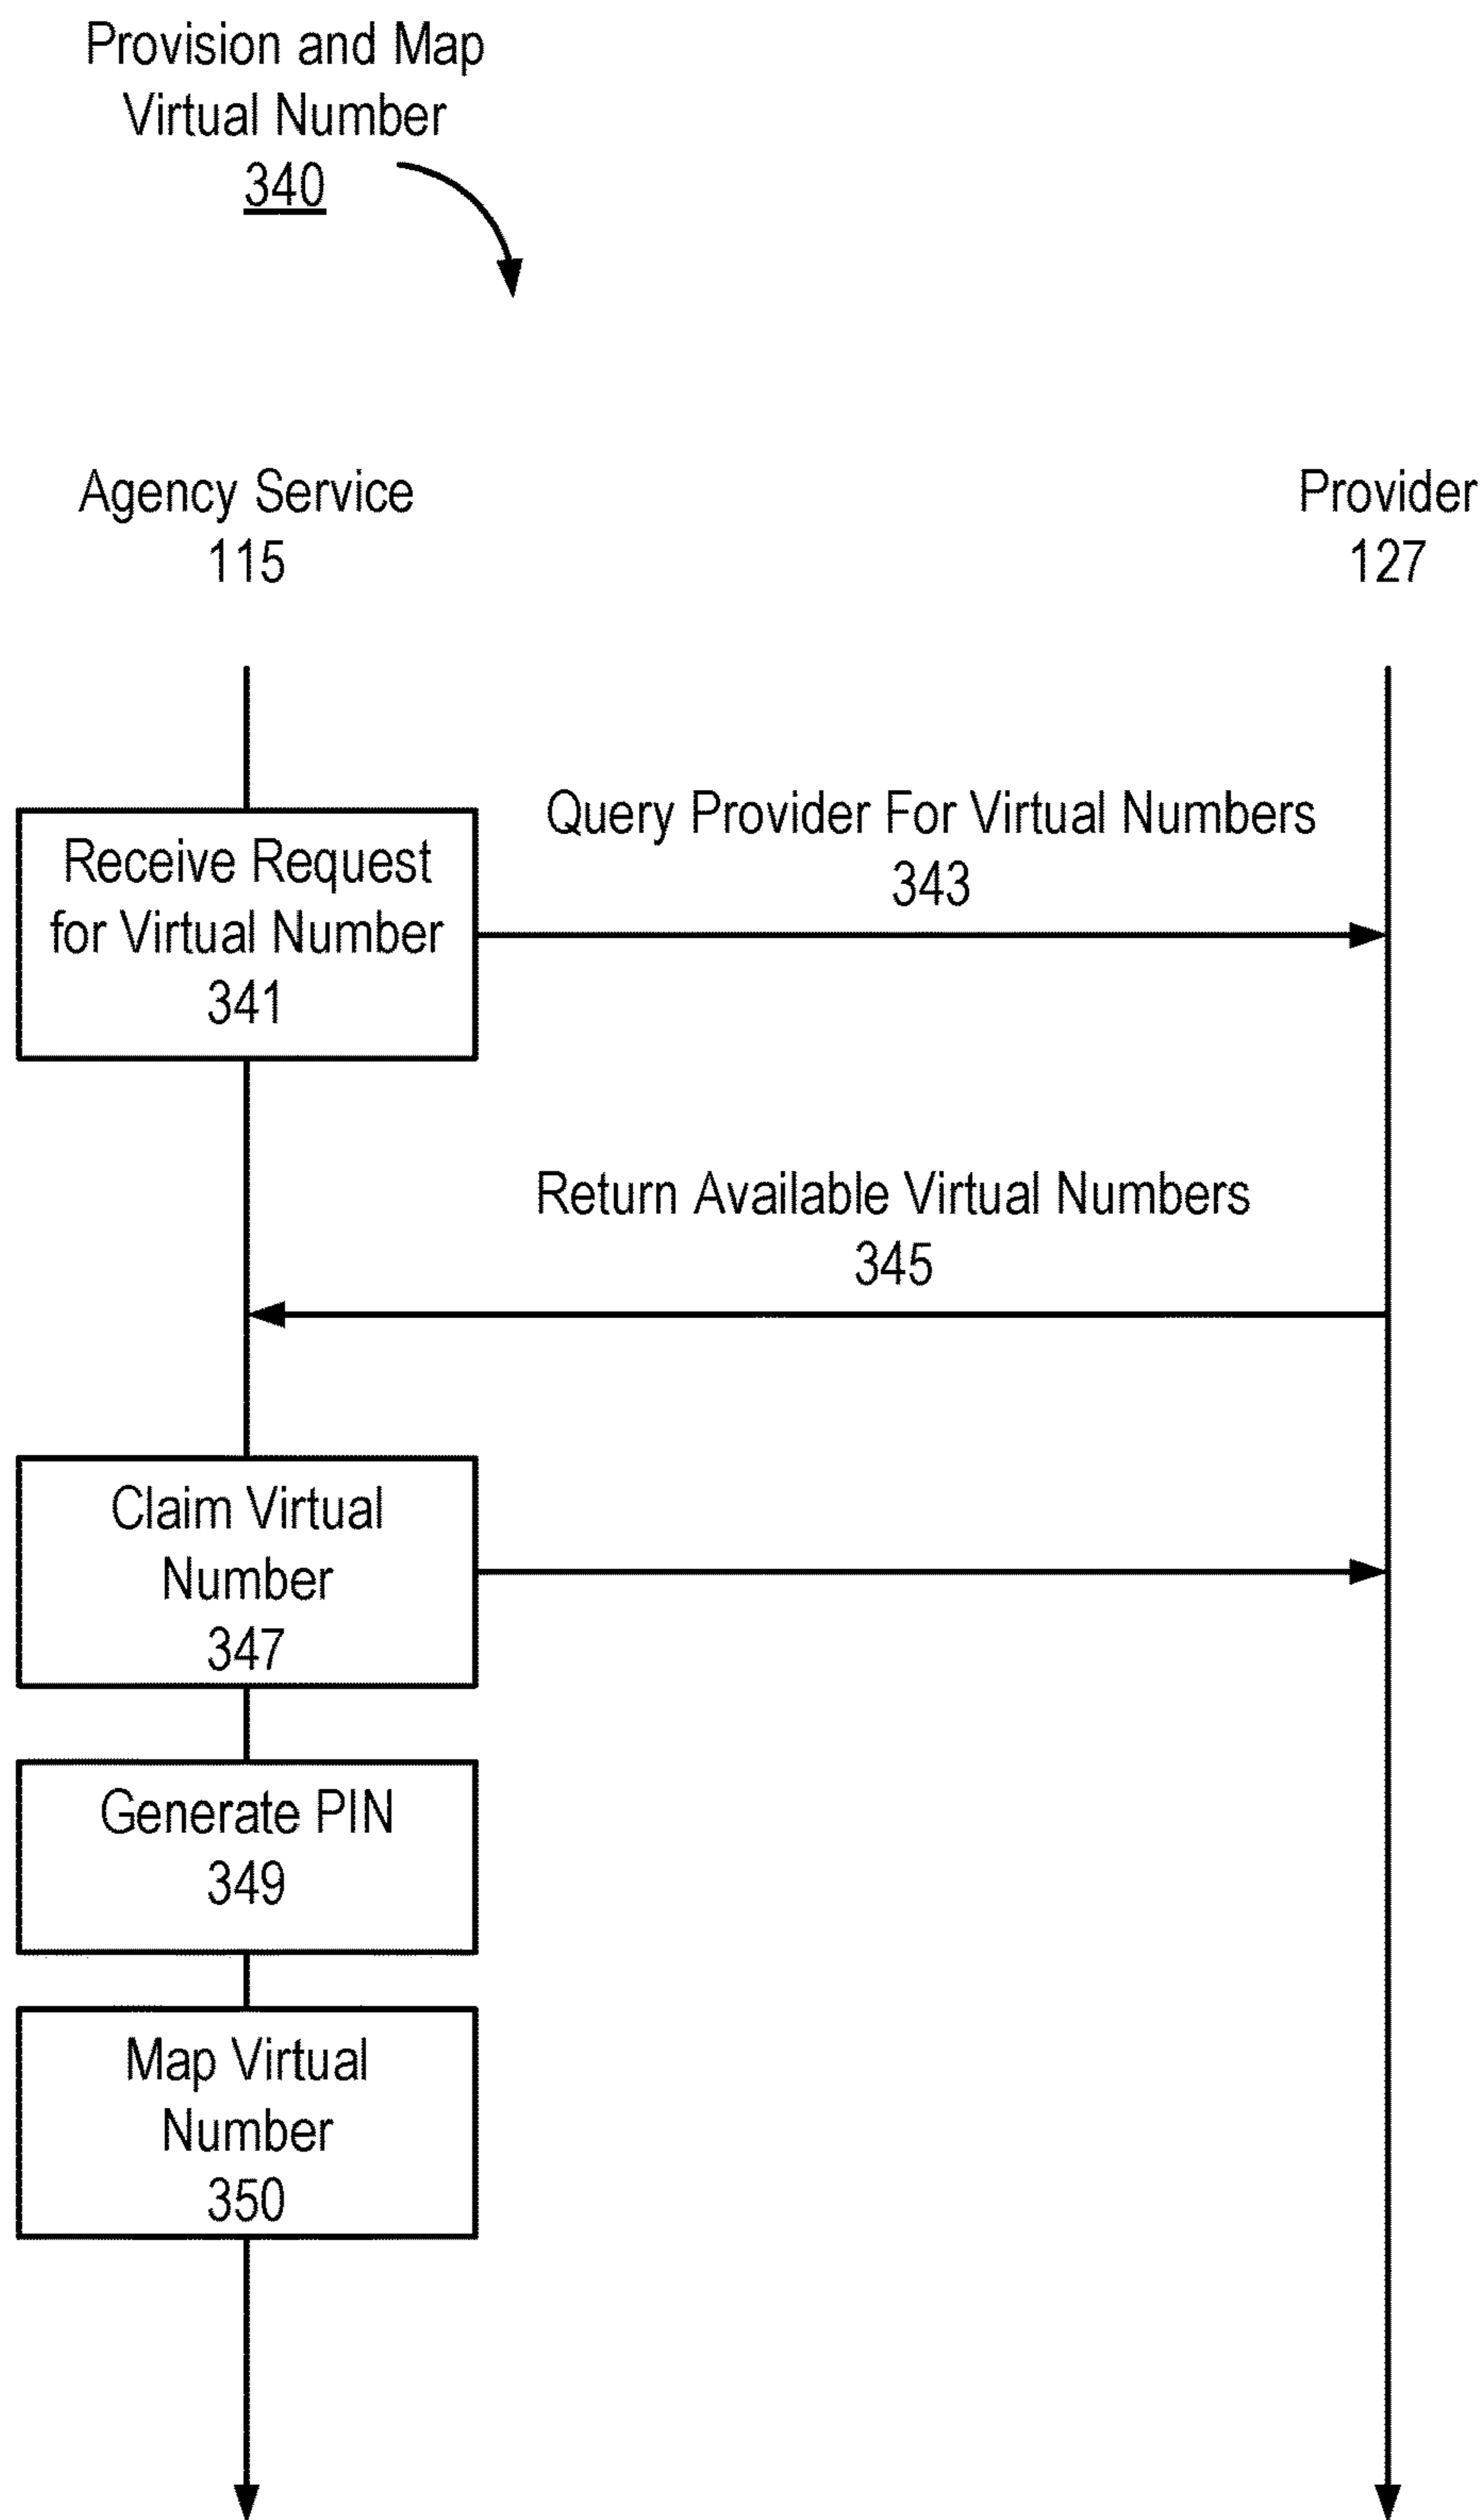 Provision and Map
Virtual Number
340
Agency Service
115
Provider
127
Receive Request
for Virtual Number
341
Query Provider For Virtual Numbers
343
Return Available Virtual Numbers
345
Claim Virtual
Number
347
Generate PIN
349
Map Virtual
Number
350